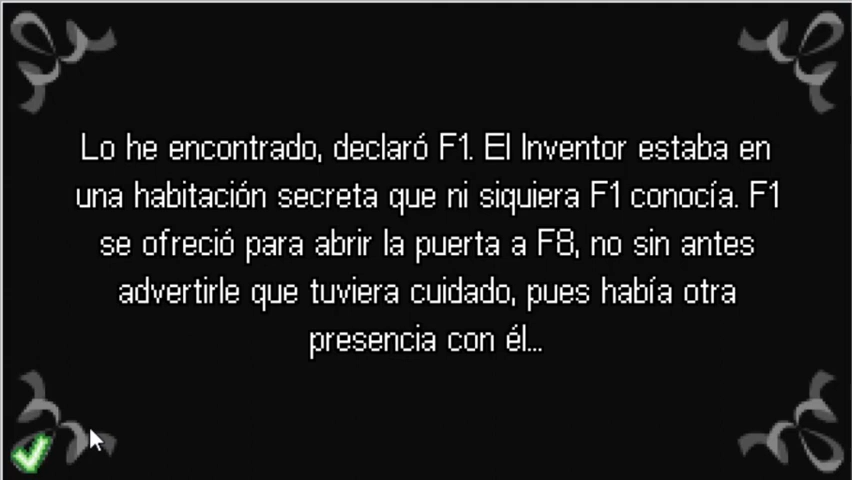 Lo he encontrado, declaró F1. El Inventor estaba en
una habitación secreta que ni siquiera F1 conocía. F1
se ofreció para abrir la puerta a F8, no sin antes
advertirle que tuviera cuidado, pues había otra
presencia con él...